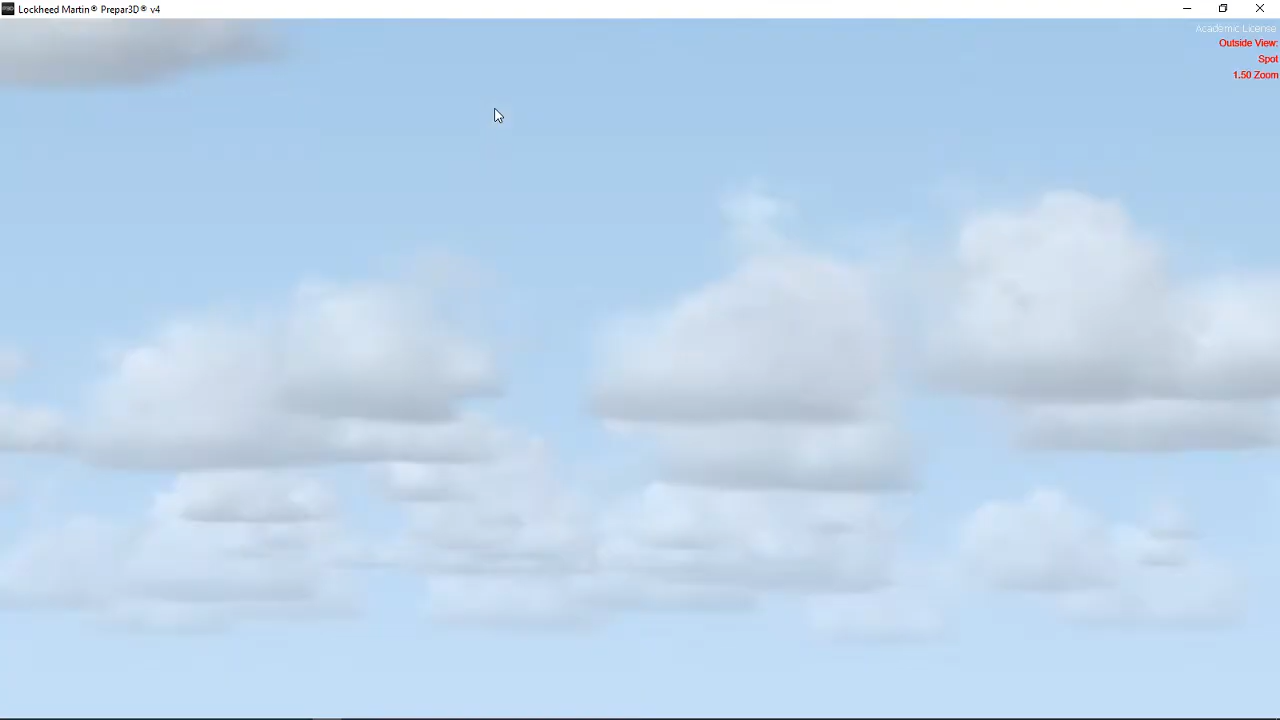 Lockheed Martin® Prepar3D® v4
Academic License
Outside View:
Spot
1.50 Zoom